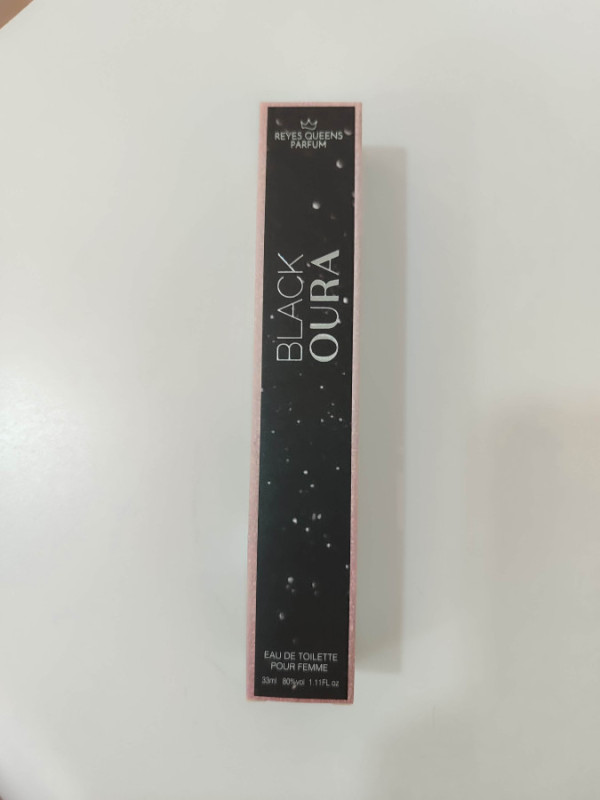 REYES QUEENS
PARFUM
BLACK
OURA
EAU DE TOILETTE
POUR FEMME
33ml 80%vol 1.11FL.oz